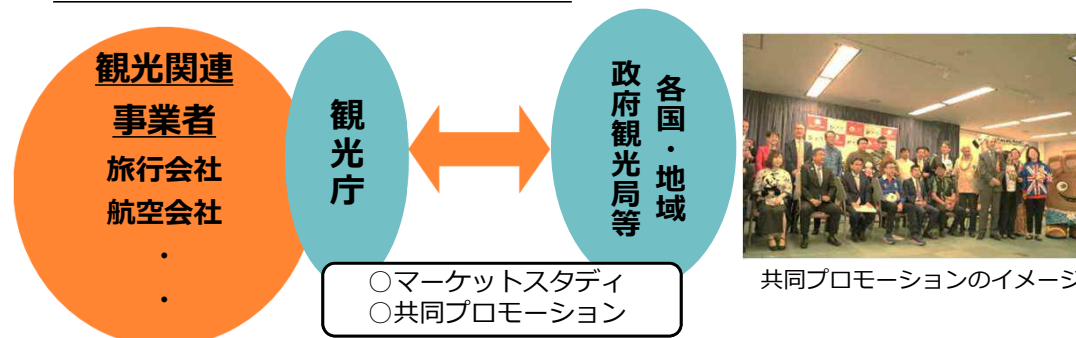 観光関連
事業者
旅行会社
航空会社
・
・
観光庁
各国・地域
政府観光局等
○マーケットスタディ
○共同プロモーション
共同プロモーションのイメージ